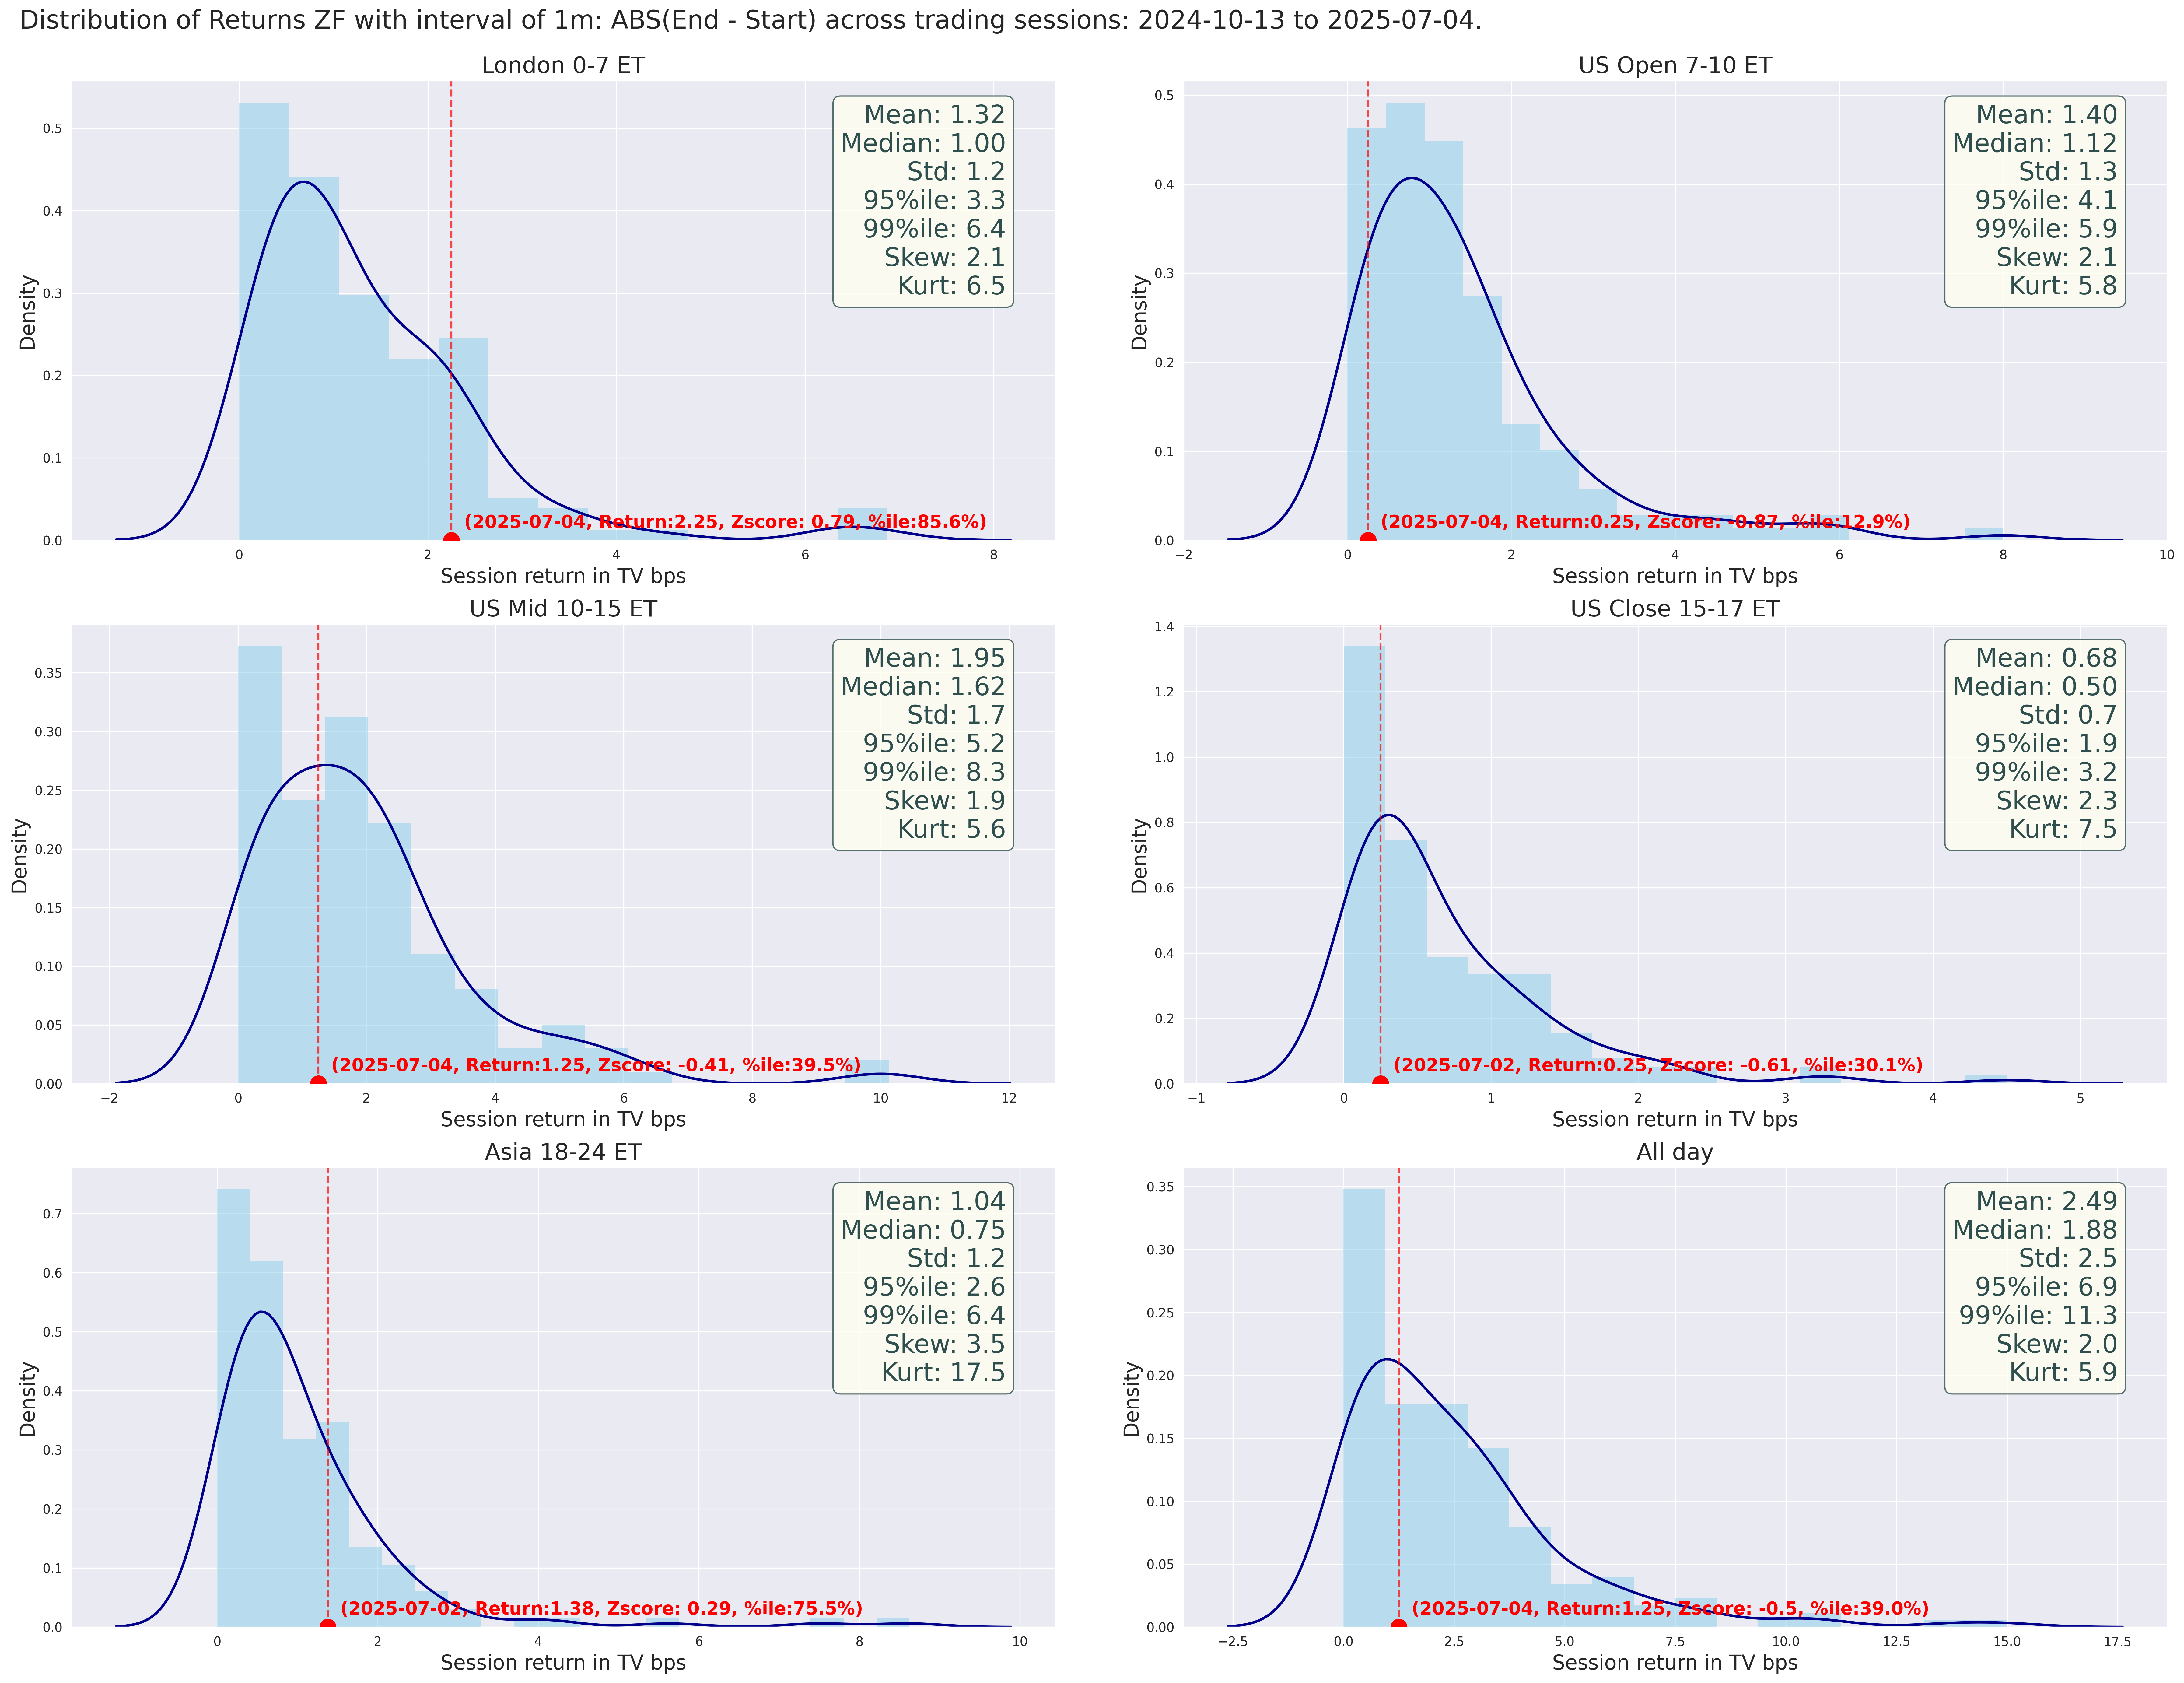 Distribution of Returns ZF with interval of 1m: ABS(End - Start) across trading sessions: 2024-10-13 to 2025-07-04.
London 0-7 ET
Mean: 1.32
Median: 1.00
Std: 1.2
95%ile: 3.3
99%ile: 6.4
Skew: 2.1
Kurt: 6.5
Density
0.5
0.4
0.3
0.2
0.1
0.0
(2025-07-04, Return:2.25, Zscore: 0.79, %ile:85.6%)
0 2 4 6 8
Session return in TV bps
US Open 7-10 ET
Mean: 1.40
Median: 1.12
Std: 1.3
95%ile: 4.1
99%ile: 5.9
Skew: 2.1
Kurt: 5.8
Density
0.5
0.4
0.3
0.2
0.1
0.0
(2025-07-04, Return:0.25, Zscore: -0.87, %ile:12.9%)
−2 0 2 4 6 8 10
Session return in TV bps
US Mid 10-15 ET
Mean: 1.95
Median: 1.62
Std: 1.7
95%ile: 5.2
99%ile: 8.3
Skew: 1.9
Kurt: 5.6
Density
0.35
0.30
0.25
0.20
0.15
0.10
0.05
0.00
(2025-07-04, Return:1.25, Zscore: -0.41, %ile:39.5%)
−2 0 2 4 6 8 10 12
Session return in TV bps
US Close 15-17 ET
Mean: 0.68
Median: 0.50
Std: 0.7
95%ile: 1.9
99%ile: 3.2
Skew: 2.3
Kurt: 7.5
Density
1.4
1.2
1.0
0.8
0.6
0.4
0.2
0.0
(2025-07-02, Return:0.25, Zscore: -0.61, %ile:30.1%)
−1 0 1 2 3 4 5
Session return in TV bps
Asia 18-24 ET
Mean: 1.04
Median: 0.75
Std: 1.2
95%ile: 2.6
99%ile: 6.4
Skew: 3.5
Kurt: 17.5
Density
0.7
0.6
0.5
0.4
0.3
0.2
0.1
0.0
(2025-07-02, Return:1.38, Zscore: 0.29, %ile:75.5%)
0 2 4 6 8 10
Session return in TV bps
All day
Mean: 2.49
Median: 1.88
Std: 2.5
95%ile: 6.9
99%ile: 11.3
Skew: 2.0
Kurt: 5.9
Density
0.35
0.30
0.25
0.20
0.15
0.10
0.05
0.00
(2025-07-04, Return:1.25, Zscore: -0.5, %ile:39.0%)
−2.5 0.0 2.5 5.0 7.5 10.0 12.5 15.0 17.5
Session return in TV bps